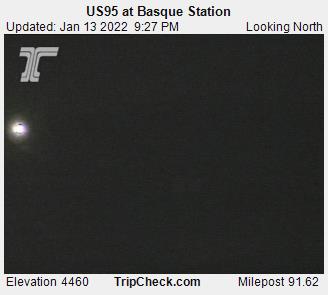 US95 at Basque Station
Updated: Jan 13 2022 9:27 PM Looking North
Elevation 4460 TripCheck.com Milepost 91.62